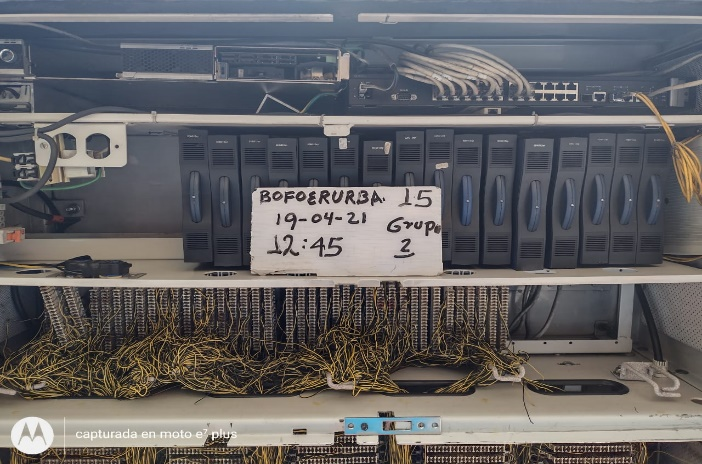 BOFOERURBA. 15
19-04-21
Grupo
12:45
2
capturada en moto e⁷ plus